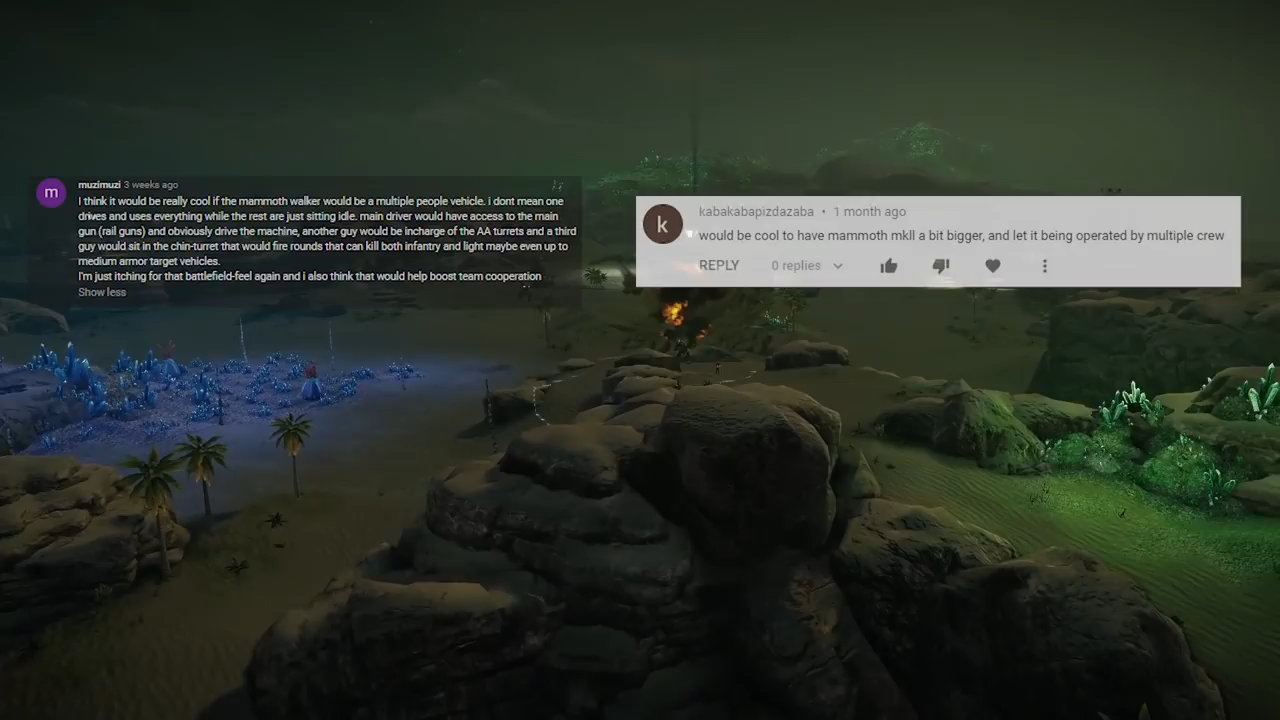 m
muzimuzi 3 weeks ago
I think it would be really cool if the mammoth walker would be a multiple people vehicle. i dont mean one
drives and uses everything while the rest are just sitting idle. main driver would have access to the main
gun (rail guns) and obviously drive the machine, another guy would be incharge of the AA turrets and a third
guy would sit in the chin-turret that would fire rounds that can kill both infantry and light maybe even up to
medium armor target vehicles.
I'm just itching for that battlefield-feel again and i also think that would help boost team cooperation
Show less
k
kabakabapizdazaba • 1 month ago
would be cool to have mammoth mkII a bit bigger, and let it being operated by multiple crew
REPLY 0 replies